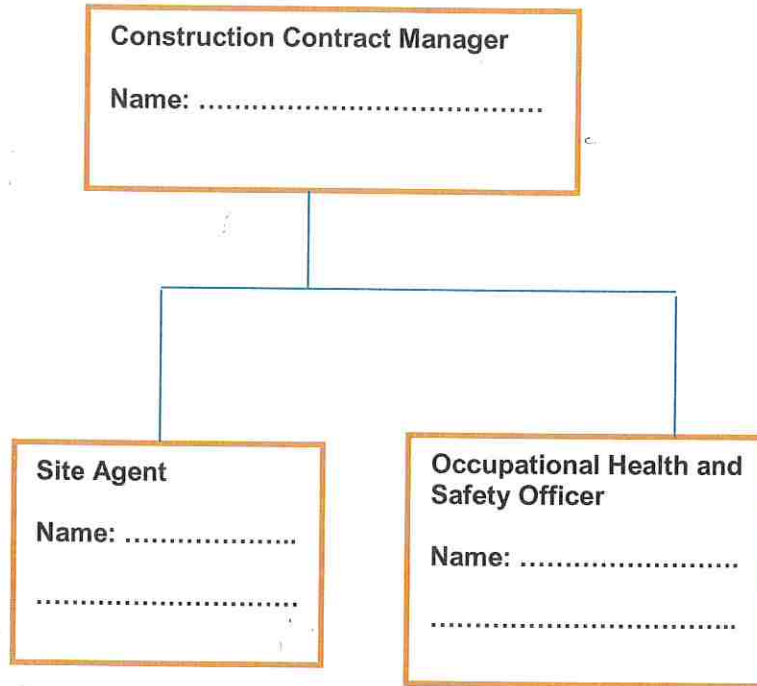 Construction Contract Manager
Name: ………………………………….
Site Agent
Name: ………………..
…………………………
Occupational Health and
Safety Officer
Name: …………………….
……………………………..